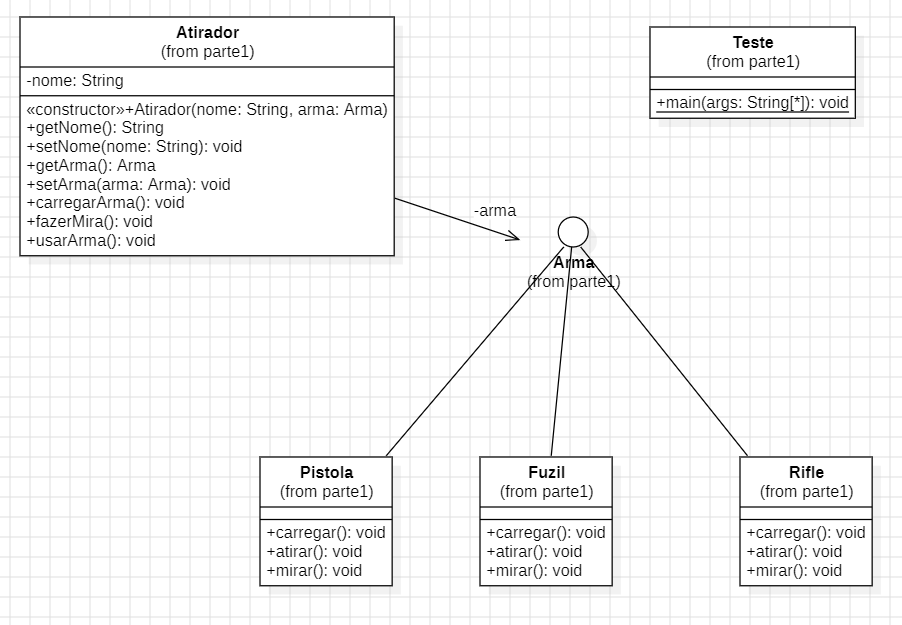 Atirador
(from parte1)
-nome: String
«constructor»+Atirador(nome: String, arma: Arma)
+getNome(): String
+setNome(nome: String): void
+getArma(): Arma
+setArma(arma: Arma): void
+carregarArma(): void
+fazerMira(): void
+usarArma(): void
Teste
(from parte1)
+main(args: String[*]): void
-arma
Arma
(from parte1)
Pistola
(from parte1)
+carregar(): void
+atirar(): void
+mirar(): void
Fuzil
(from parte1)
+carregar(): void
+atirar(): void
+mirar(): void
Rifle
(from parte1)
+carregar(): void
+atirar(): void
+mirar(): void